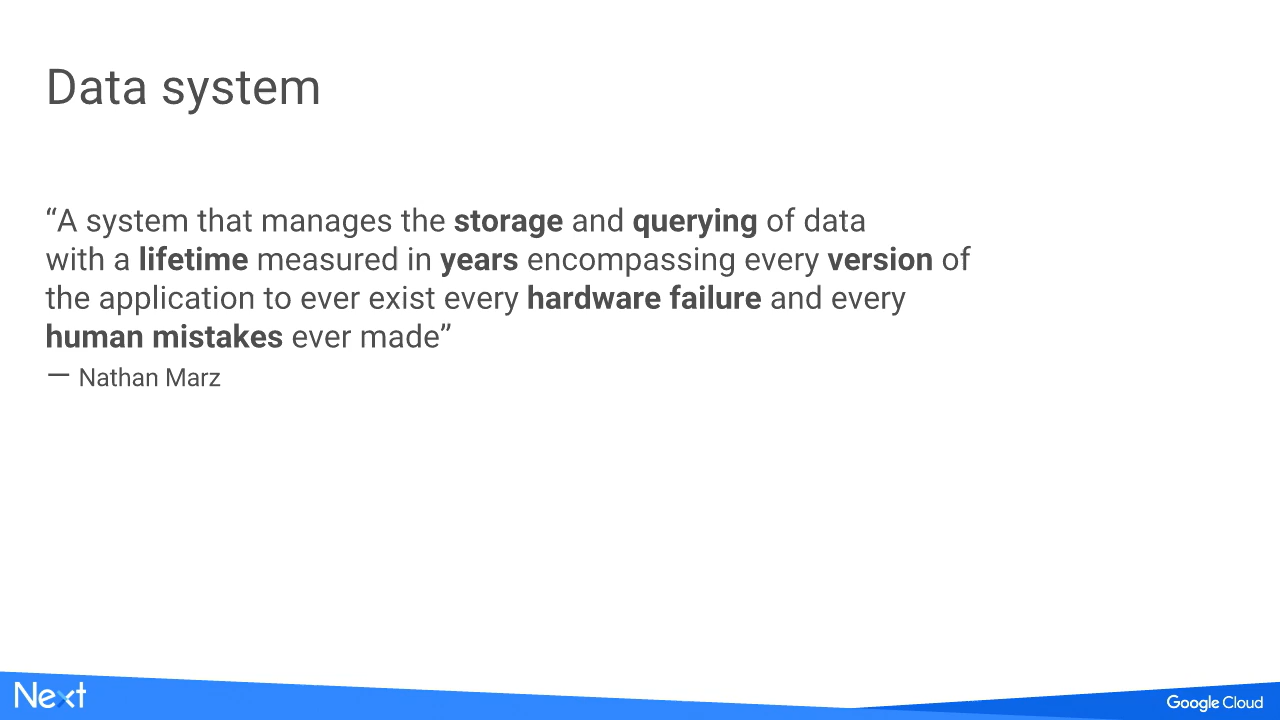 Data system
“A system that manages the storage and querying of data
with a lifetime measured in years encompassing every version of
the application to ever exist every hardware failure and every
human mistakes ever made”
— Nathan Marz
Next
Google Cloud